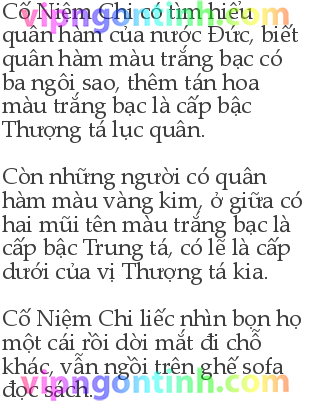 Cố Niệm Chi có tìm hiểu
vipngontinh.com
quân hàm của nước Đức, biết
quân hàm màu trắng bạc có
ba ngôi sao, thêm tán hoa
màu trắng bạc là cấp bậc
Thượng tá lục quân.
Còn những người có quân
hàm màu vàng kim, ở giữa có
hai mũi tên màu trắng bạc là
cấp bậc Trung tá, có lẽ là cấp
dưới của vị Thượng tá kia.
Cố Niệm Chi liếc nhìn bọn họ
một cái rồi dời mắt đi chỗ
khác, vẫn ngồi trên ghế sofa
vipngontinh.com
đọc sách.